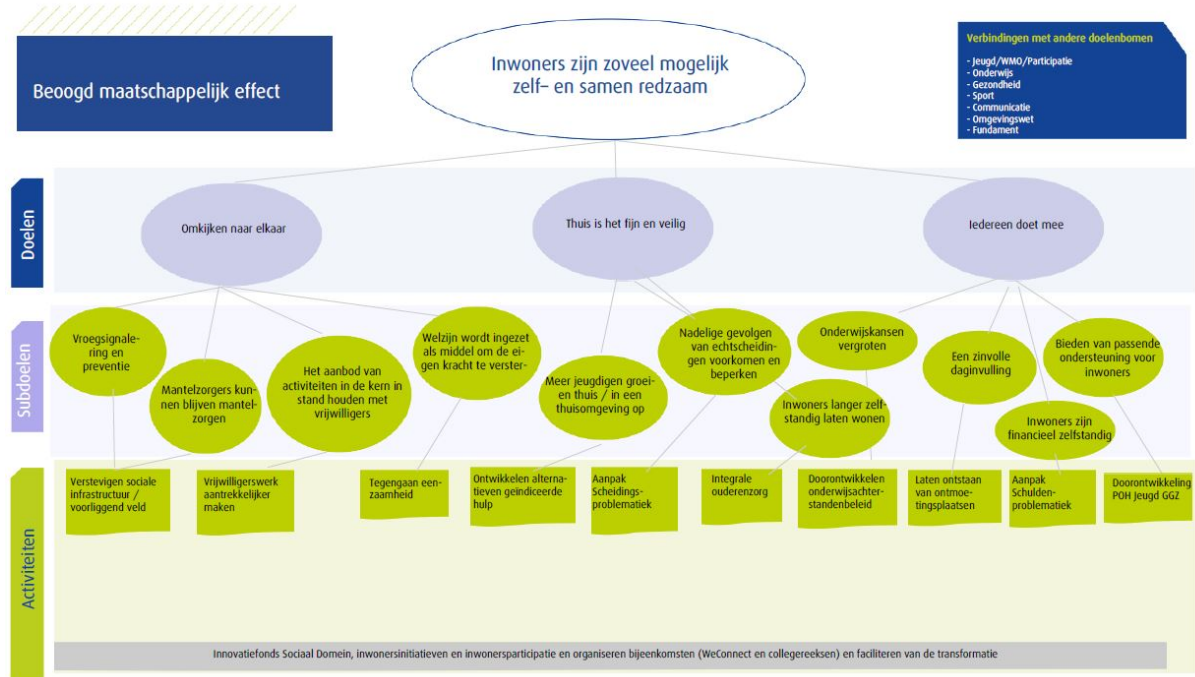 Beoogd maatschappelijk effect
Inwoners zijn zoveel mogelijk
zelf– en samen redzaam
Verbindingen met andere doelenbomen
- Jeugd/WMO/Participatie
- Onderwijs
- Gezondheid
- Sport
- Communicatie
- Omgevingswet
- Fundament
Doelen
Omkijken naar elkaar
Thuis is het fijn en veilig
Iedereen doet mee
Subdoelen
Vroegsignale-
ring en
preventie
Mantelzorgers kun-
nen blijven mantel-
zorgen
Het aanbod van
activiteiten in de kern in
stand houden met
vrijwilligers
Welzijn wordt ingezet
als middel om de ei-
gen kracht te verster-
Meer jeugdigen groei-
en thuis / in een
thuisomgeving op
Nadelige gevolgen
van echtscheidin-
gen voorkomen en
beperken
Inwoners langer zelf-
standig laten wonen
Onderwijskansen
vergroten
Een zinvolle
daginvulling
Inwoners zijn
financieel zelfstandig
Bieden van passende
ondersteuning voor
inwoners
Activiteiten
Verstevigen sociale
infrastructuur /
voorliggend veld
Vrijwilligerswerk
aantrekkelijker
maken
Tegengaan een-
zaamheid
Ontwikkelen alterna-
tieven geïndiceerde
hulp
Aanpak
Scheidings-
problematiek
Integrale
ouderenzorg
Doorontwikkelen
onderwijsachter-
standenbeleid
Laten ontstaan
van ontmoe-
tingsplaatsen
Aanpak
Schulden-
problematiek
Doorontwikkeling
POH Jeugd GGZ
Innovatiefonds Sociaal Domein, inwonersinitiatieven en inwonersparticipatie en organiseren bijeenkomsten (WeConnect en collegereeksen) en faciliteren van de transformatie